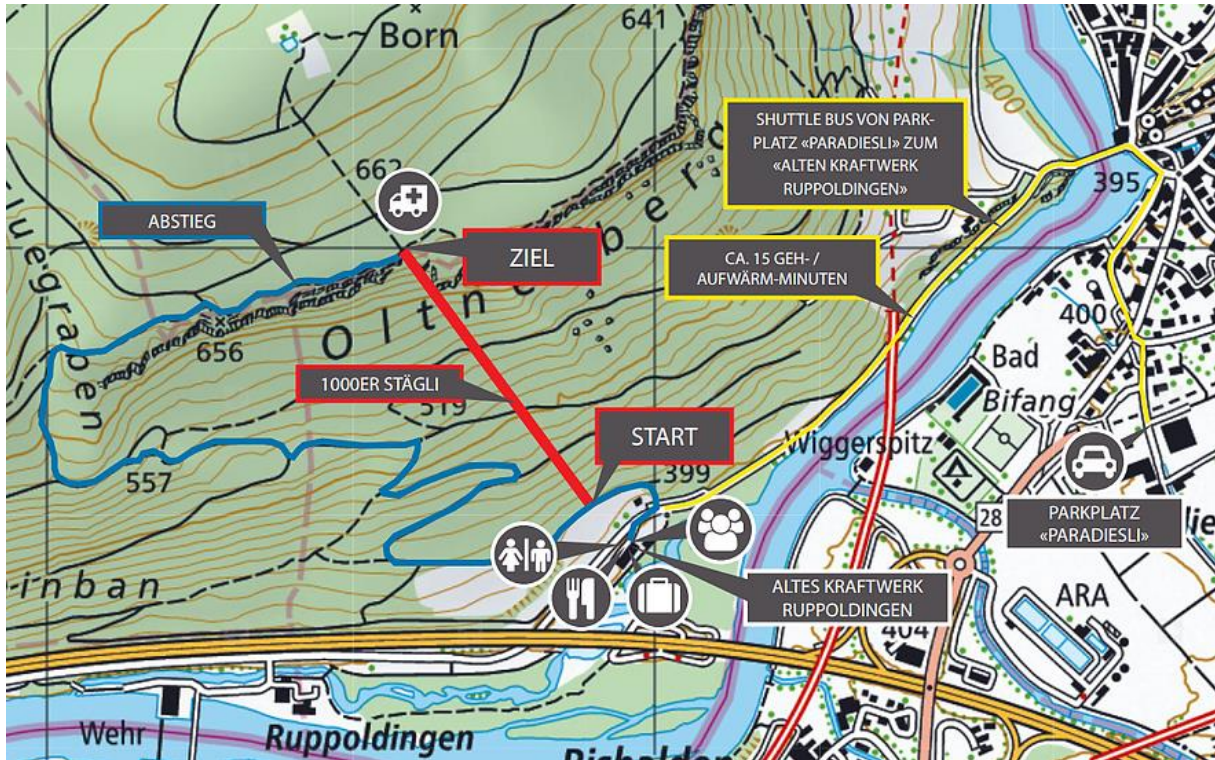 Born
641
SHUTTLE BUS VON PARK-
PLATZ «PARADIESLI» ZUM
«ALTEN KRAFTWERK
RUPPOLDINGEN»
400
662
395
ABSTIEG
ZIEL
CA. 15 GEH- /
AUFWÄRM-MINUTEN
400
656
1000ER STÄGLI
519
Bad
Bifang
START
Wiggerspitz
399
557
28
PARKPLATZ
«PARADIESLI»
ALTES KRAFTWERK
RUPPOLDINGEN
ARA
404
Wehr
Ruppoldingen